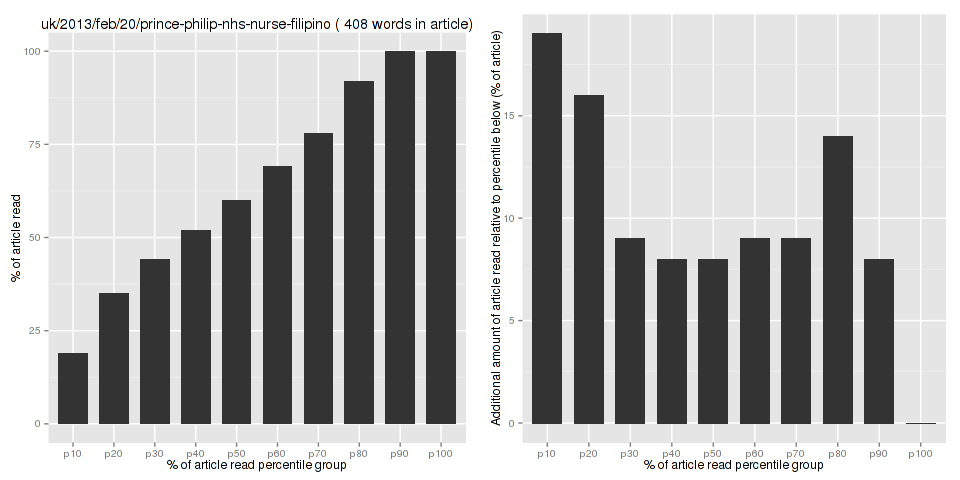 uk/2013/feb/20/prince-philip-nhs-nurse-filipino ( 408 words in article)
100
75
50
25
0
% of article read
p10 p20 p30 p40 p50 p60 p70 p80 p90 p100
% of article read percentile group
15
10
5
0
Additional amount of article read relative to percentile below (% of article)
p10 p20 p30 p40 p50 p60 p70 p80 p90 p100
% of article read percentile group